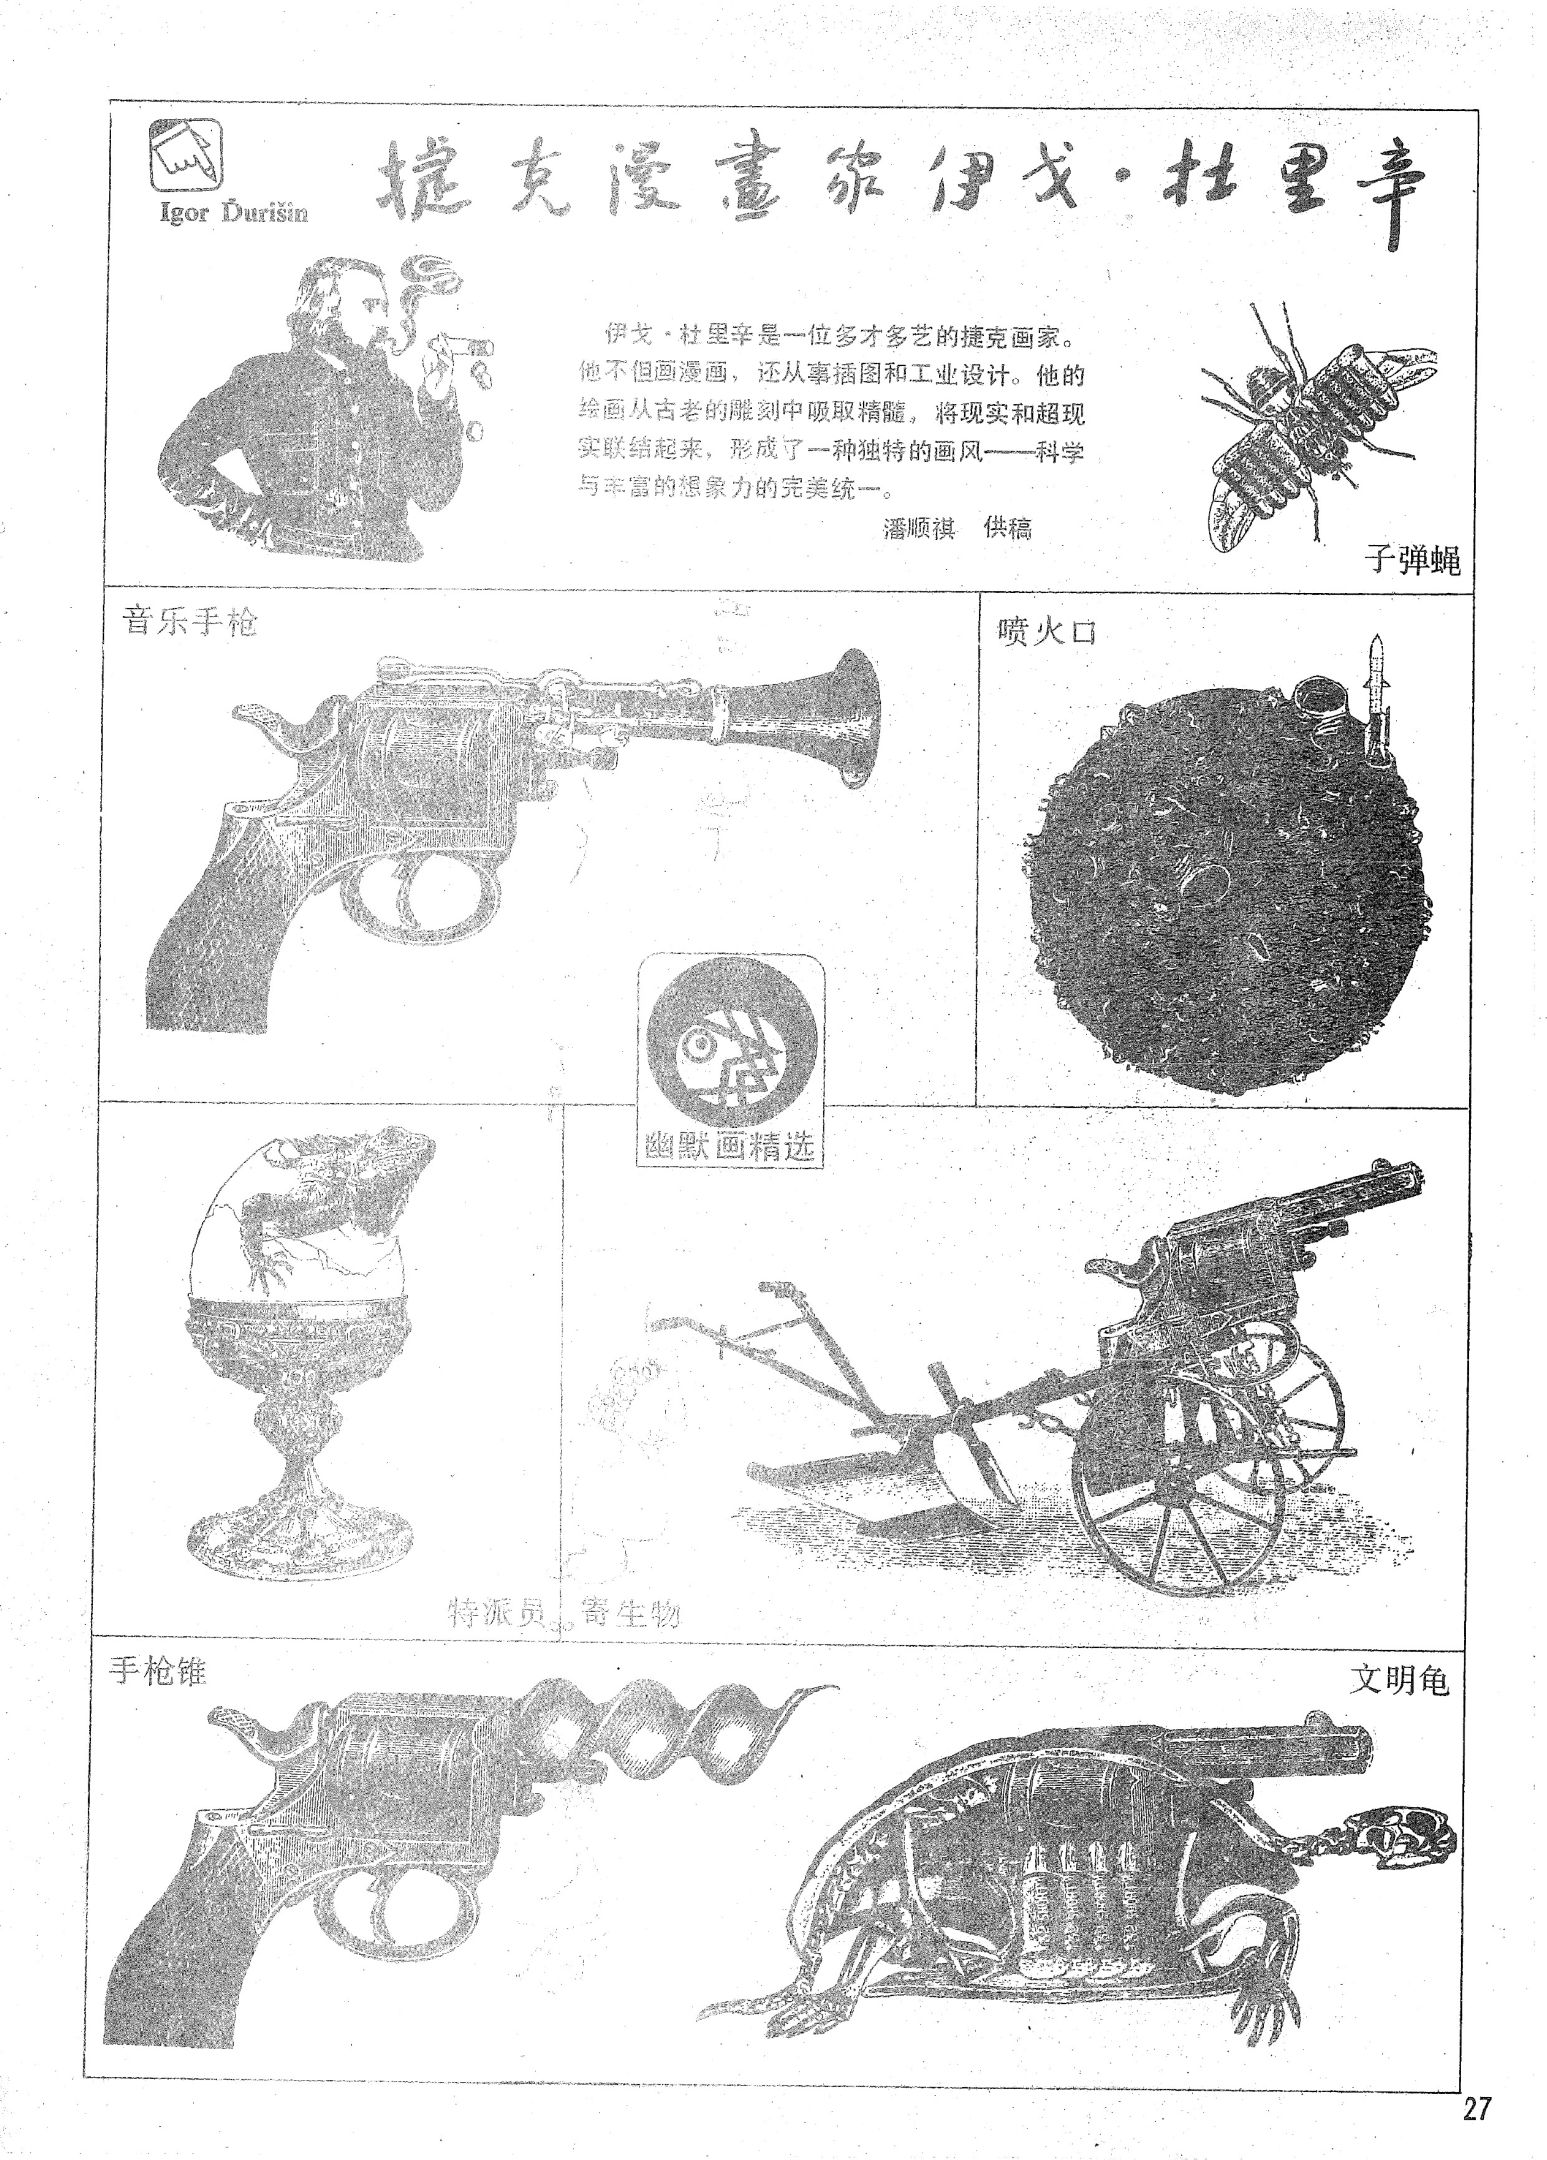 Igor Ďurišin
捷克漫畫家伊戈·杜里辛
伊戈·杜里辛是一位多才多艺的捷克画家。
他不但画漫画，还从事插图和工业设计。他的
绘画从古老的雕刻中吸取精髓，将现实和超现
实联结起来，形成了一种独特的画风——科学
与丰富的想象力的完美统一。
潘顺祺 供稿
子弹蝇
音乐手枪
喷火口
幽默画精选
特派员
寄生物
手枪锥
文明龟
27